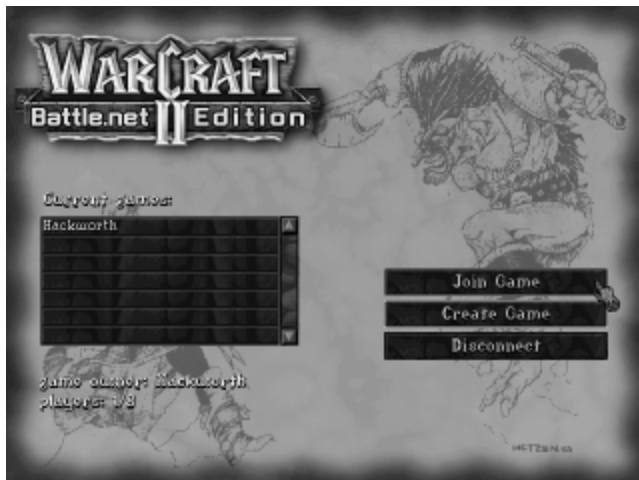 WARCRAFT
II
Battle.net Edition
Current games:
Hackworth
Join Game
Create Game
Disconnect
game owner: Hackworth
players: 1/8